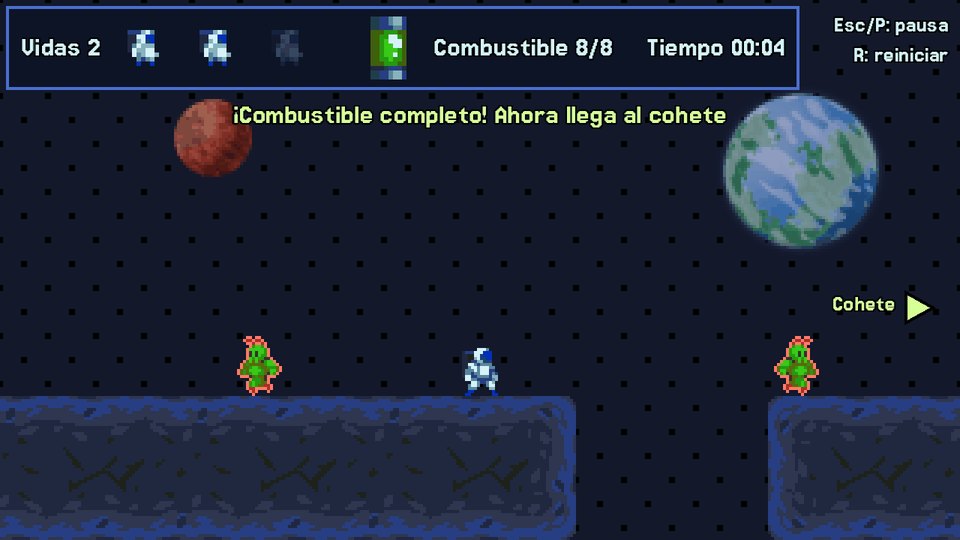 Vidas 2
Combustible 8/8
Tiempo 00:04
Esc/P: pausa
R: reiniciar
¡Combustible completo! Ahora llega al cohete
Cohete